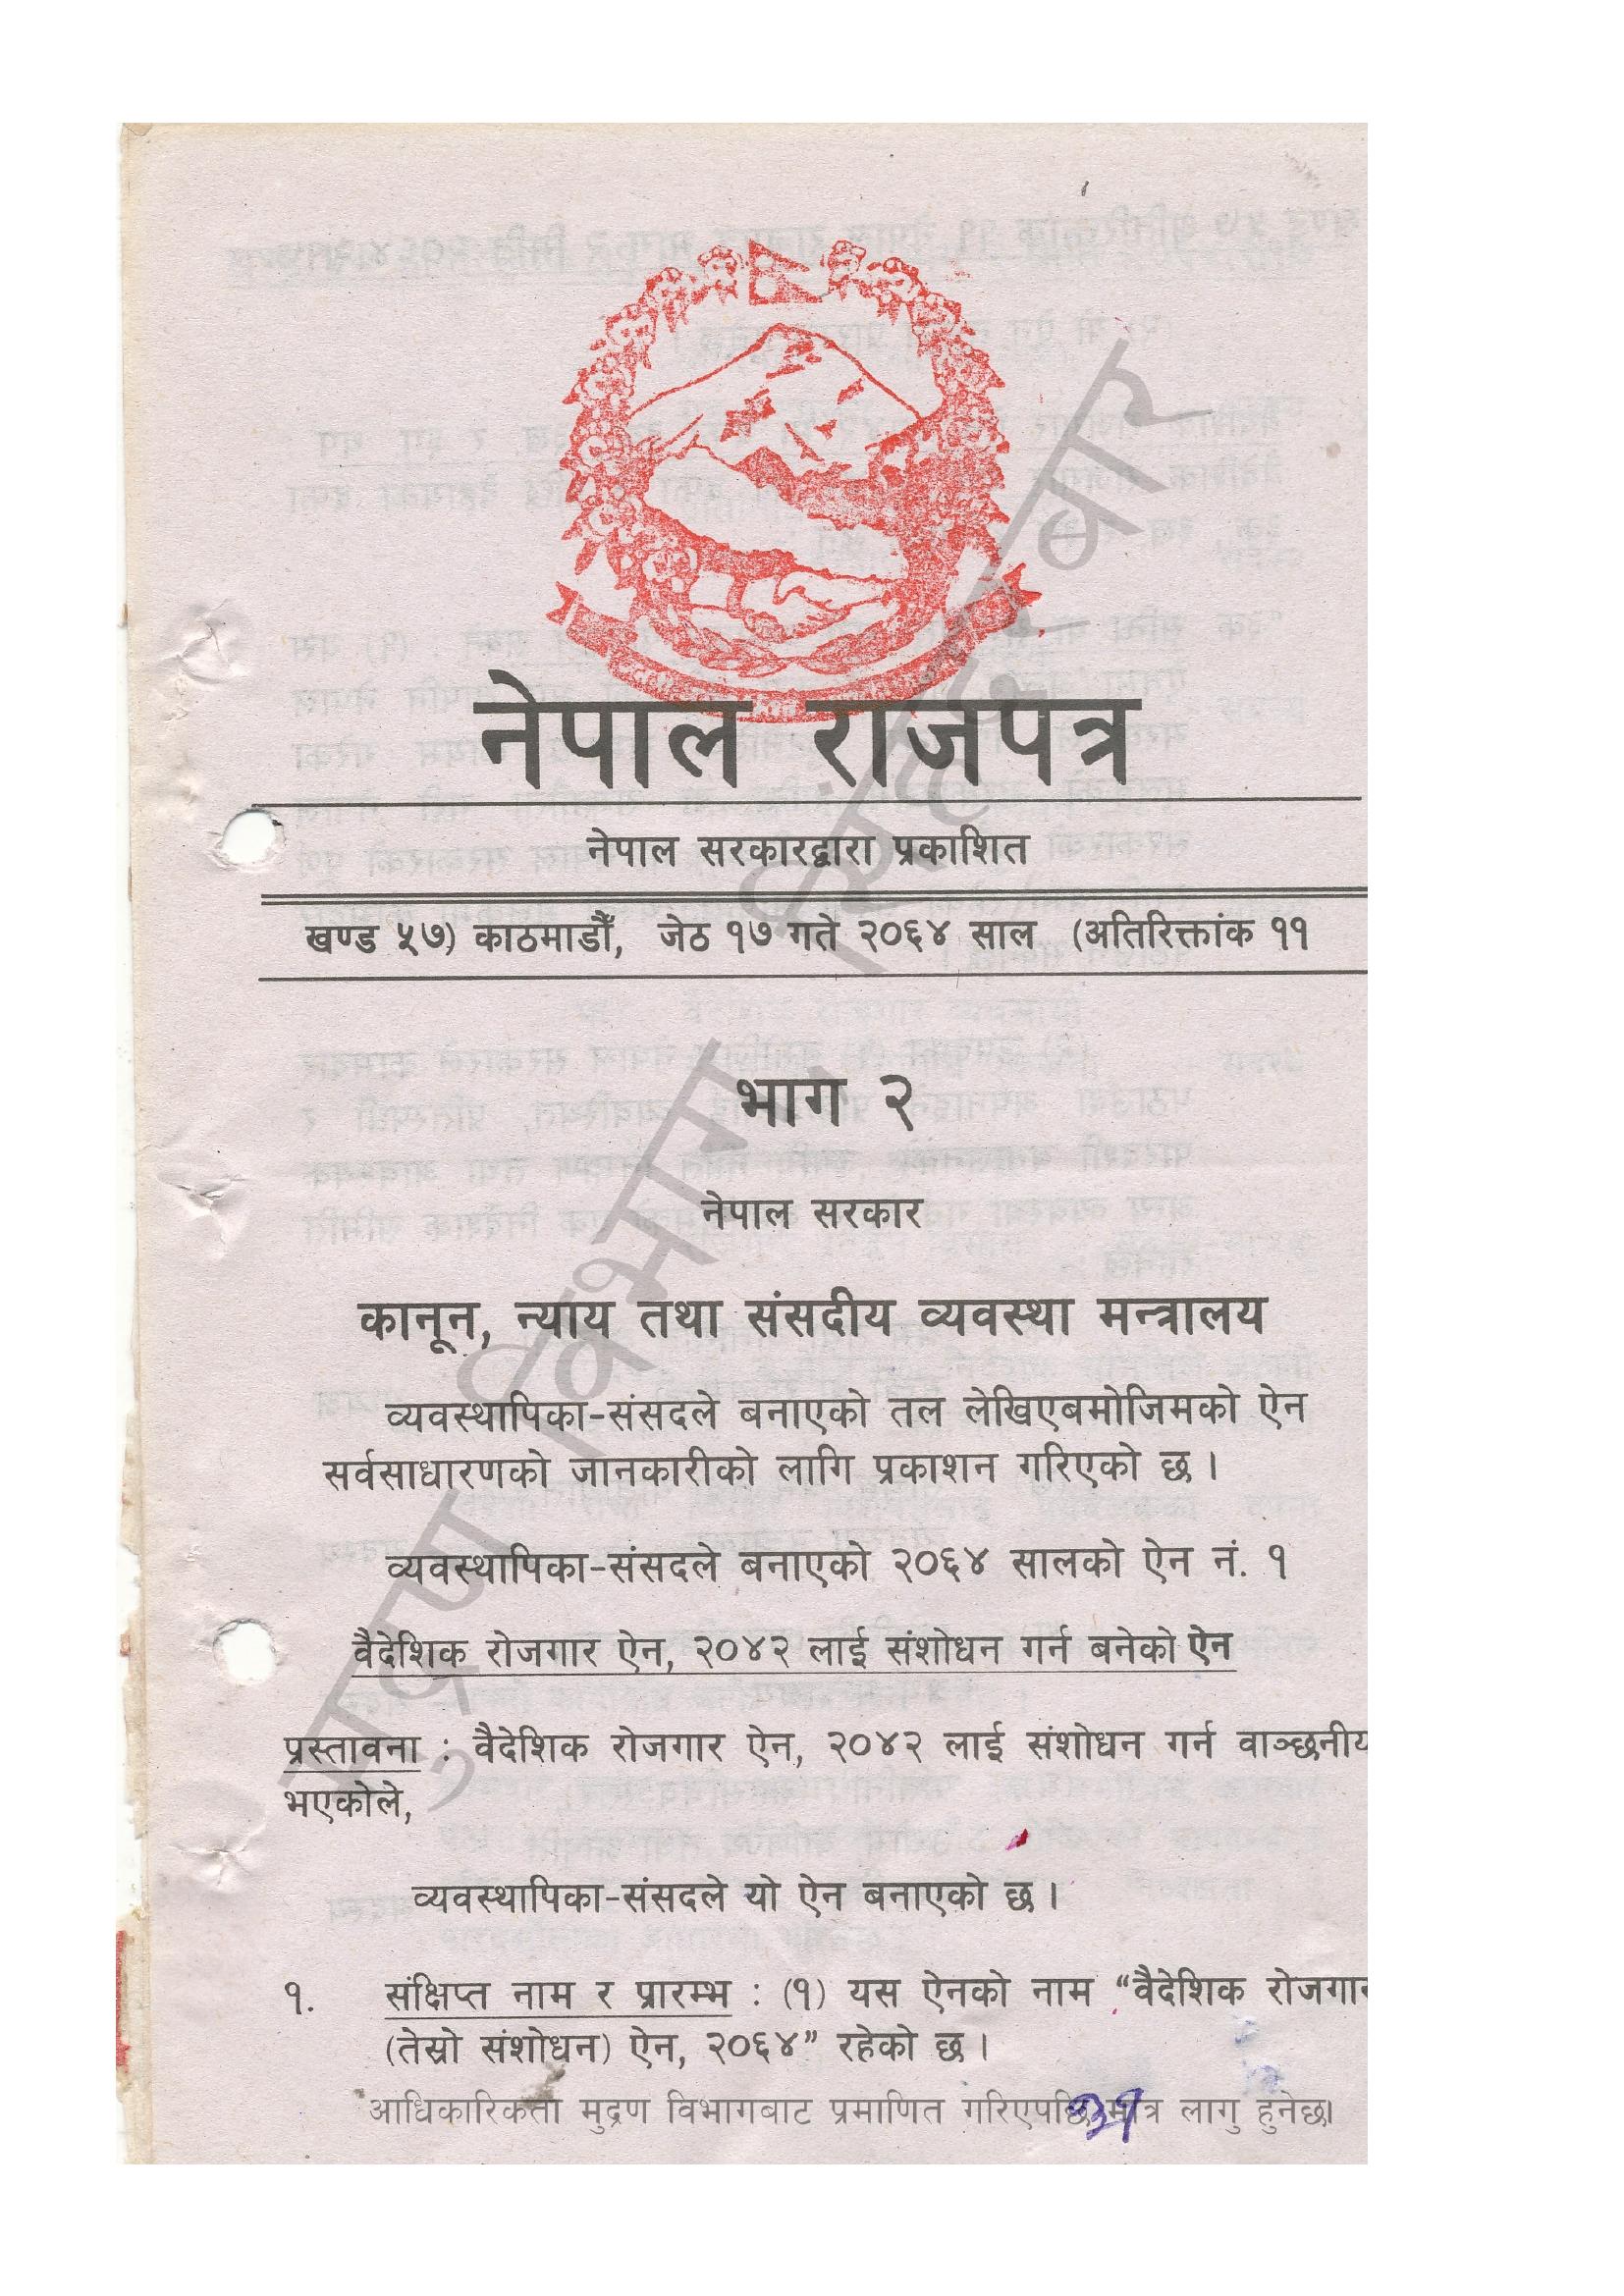 नेपाल राजपत्र
नेपाल सरकारद्वारा प्रकाशित
खण्ड ५७) काठमाडौँ, जेठ १७ गते २०६४ साल (अतिरिक्तांक ११
भाग २
नेपाल सरकार
कानून, न्याय तथा संसदीय व्यवस्था मन्त्रालय
व्यवस्थापिका-संसदले बनाएको तल लेखिएबमोजिमको ऐन
सर्वसाधारणको जानकारीको लागि प्रकाशन गरिएको छ ।
व्यवस्थापिका-संसदले बनाएको २०६४ सालको ऐन नं. १
वैदेशिक रोजगार ऐन, २०४२ लाई संशोधन गर्न बनेको ऐन
प्रस्तावना : वैदेशिक रोजगार ऐन, २०४२ लाई संशोधन गर्न वाञ्छनीय
भएकोले,
व्यवस्थापिका-संसदले यो ऐन बनाएको छ ।
१. संक्षिप्त नाम र प्रारम्भ : (१) यस ऐनको नाम “वैदेशिक रोजगार
(तेस्रो संशोधन) ऐन, २०६४” रहेको छ ।
आधिकारिकता मुद्रण विभागबाट प्रमाणित गरिएपछि मात्र लागु हुनेछ।
मुद्रण विभाग, सिंहदरबार